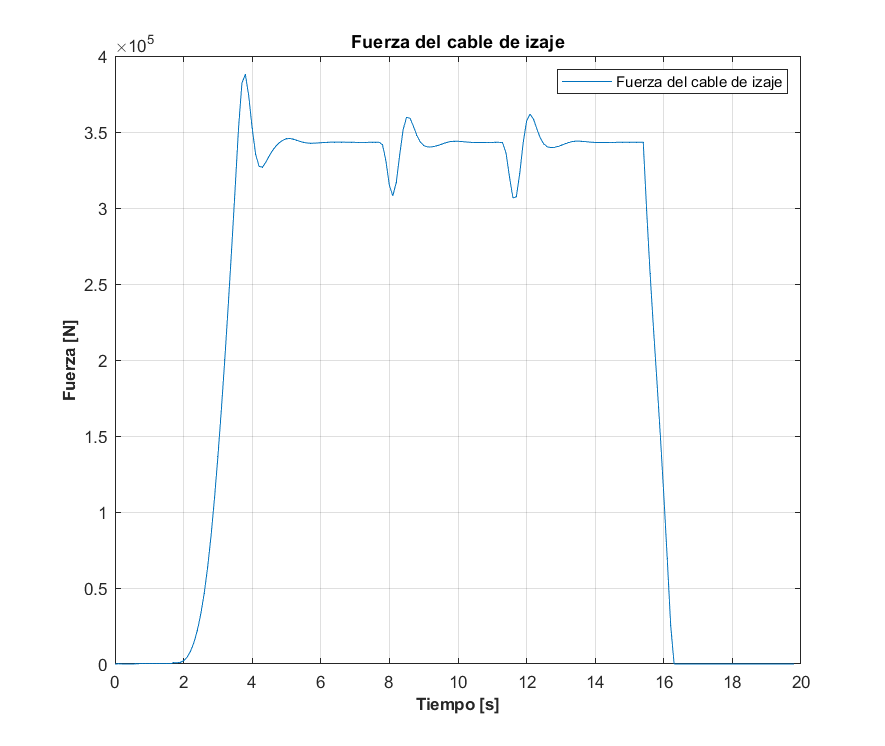 Fuerza del cable de izaje
×10^5
Fuerza del cable de izaje
4
3.5
3
2.5
2
1.5
1
0.5
0
Fuerza [N]
0 2 4 6 8 10 12 14 16 18 20
Tiempo [s]